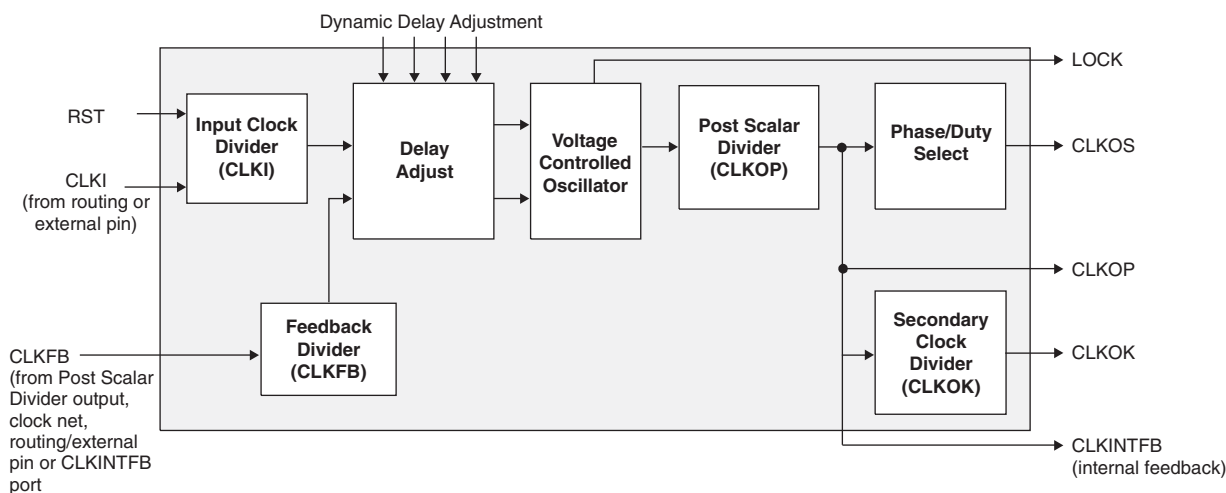 Dynamic Delay Adjustment
LOCK
RST
Input Clock
Divider
(CLKI)
Delay
Adjust
Voltage
Controlled
Oscillator
Post Scalar
Divider
(CLKOP)
Phase/Duty
Select
CLKOS
CLKI
(from routing or
external pin)
CLKOP
Feedback
Divider
(CLKFB)
Secondary
Clock
Divider
(CLKOK)
CLKOK
CLKFB
(from Post Scalar
Divider output,
clock net,
routing/external
pin or CLKINTFB
port
CLKINTFB
(internal feedback)